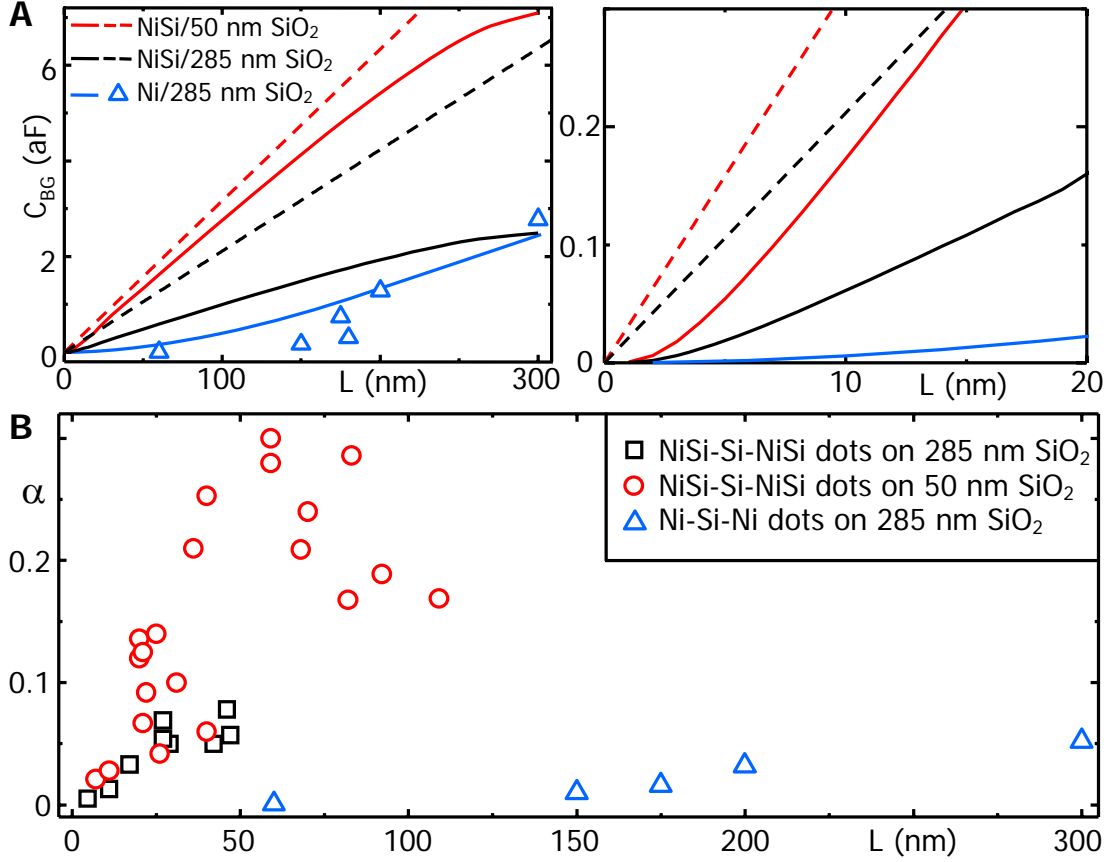 A
NiSi/50 nm SiO₂
NiSi/285 nm SiO₂
Ni/285 nm SiO₂
C_BG (aF)
6
2
0
0
100
L (nm)
300
0.2
0.1
0
0
10
L (nm)
20
B
α
0.2
0.1
0
NiSi-Si-NiSi dots on 285 nm SiO₂
NiSi-Si-NiSi dots on 50 nm SiO₂
Ni-Si-Ni dots on 285 nm SiO₂
0
50
100
150
200
L (nm)
300